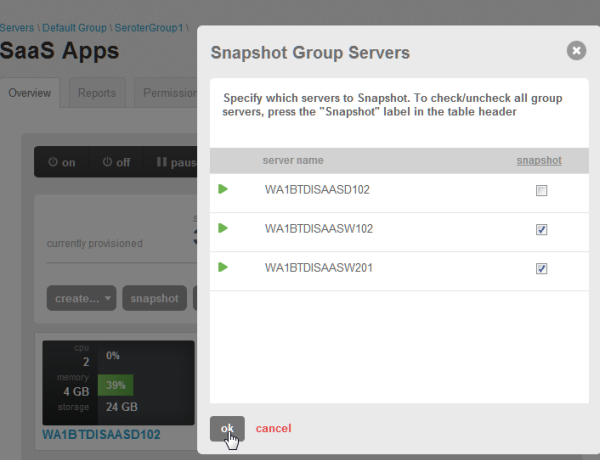 Servers \ Default Group \ SeroterGroup1 \
SaaS Apps
Overview
Reports
Permission
on
off
paus
currently provisioned
create...
snapshot
cpu
2
0%
memory
4 GB
39%
storage
24 GB
WA1BTDISAASD102
Snapshot Group Servers
Specify which servers to Snapshot. To check/uncheck all group
servers, press the "Snapshot" label in the table header
server name snapshot
WA1BTDISAASD102
WA1BTDISAASW102
WA1BTDISAASW201
ok cancel